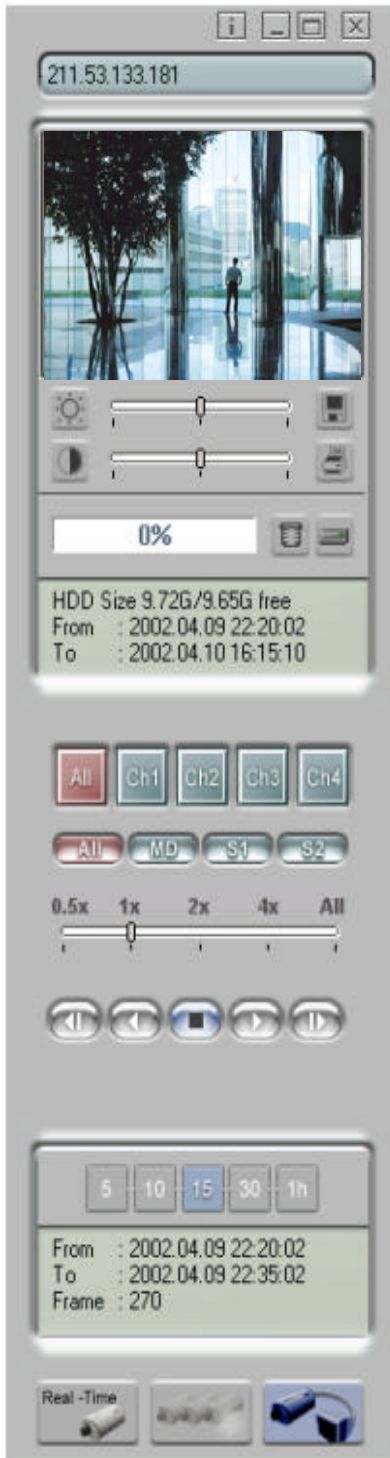 i
211.53.133.181
0%
HDD Size 9.72G/9.65G free
From : 2002.04.09 22:20:02
To : 2002.04.10 16:15:10
All Ch1 Ch2 Ch3 Ch4
All MD S1 S2
0.5x 1x 2x 4x All
5 10 15 30 1h
From : 2002.04.09 22:20:02
To : 2002.04.09 22:35:02
Frame : 270
Real -Time